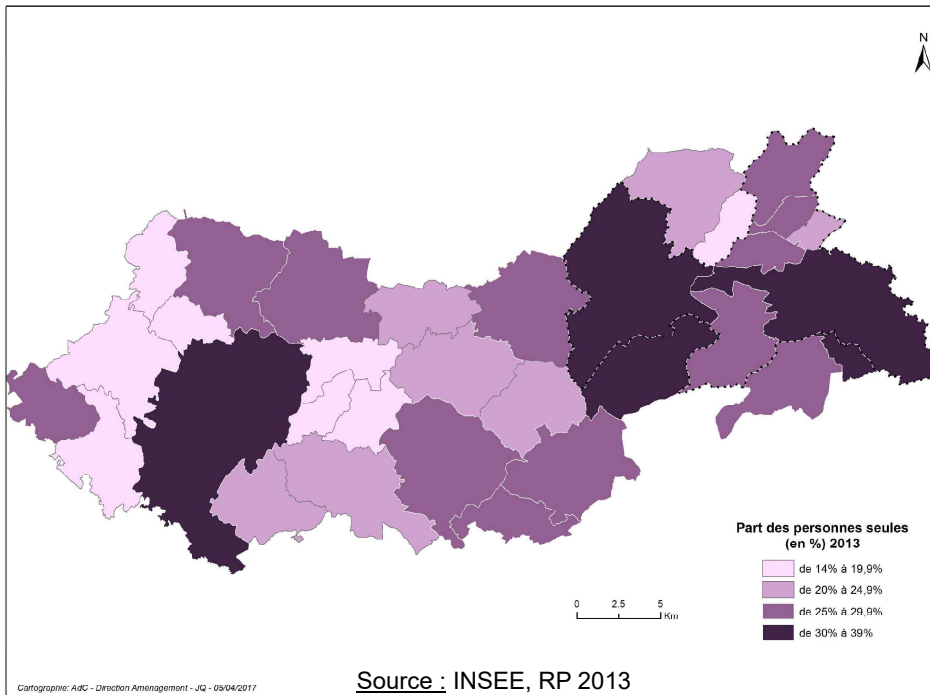 N
Part des personnes seules
(en %) 2013
de 14% à 19,9%
de 20% à 24,9%
de 25% à 29,9%
de 30% à 39%
0 2.5 5
Km
Cartographie: AdC - Direction Aménagement - JQ - 05/04/2017
Source : INSEE, RP 2013